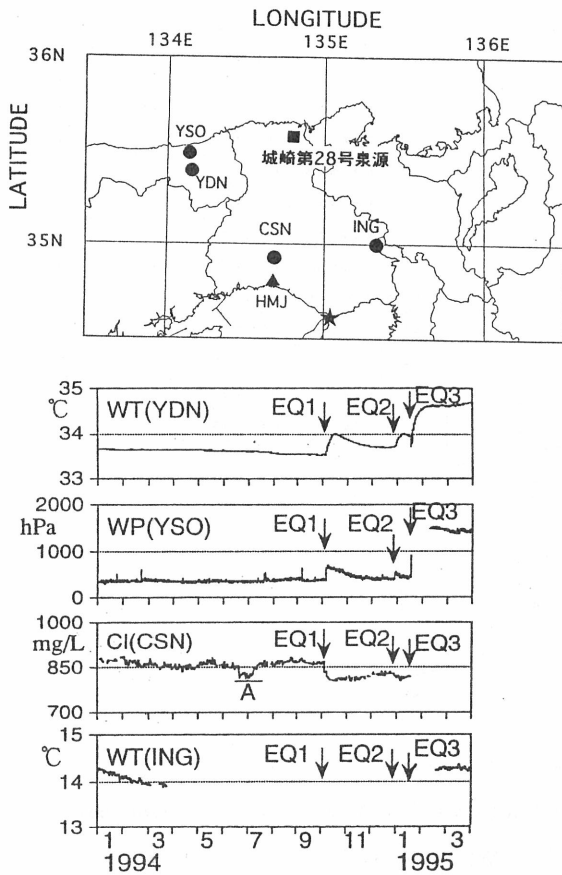 LONGITUDE
134E 135E 136E
36N
LATITUDE
35N
YSO
城崎第28号泉源
YDN
CSN
ING
HMJ
35
℃
34
33
WT(YDN)
EQ1
EQ2
EQ3
2000
hPa
1000
0
WP(YSO)
EQ1
EQ2
EQ3
1000
mg/L
850
700
Cl(CSN)
EQ1
EQ2
EQ3
A
15
℃
14
13
WT(ING)
EQ1
EQ2
EQ3
1 3 5 7 9 11 1 3
1994 1995